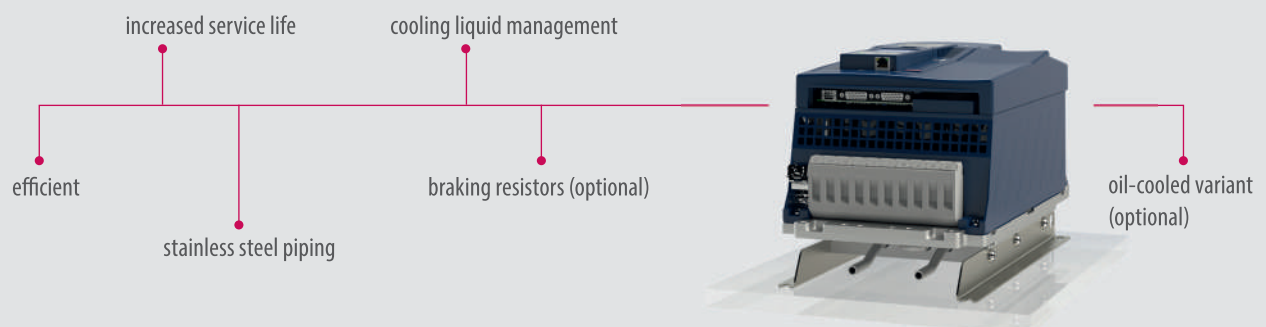 increased service life
cooling liquid management
efficient
braking resistors (optional)
oil-cooled variant
(optional)
stainless steel piping